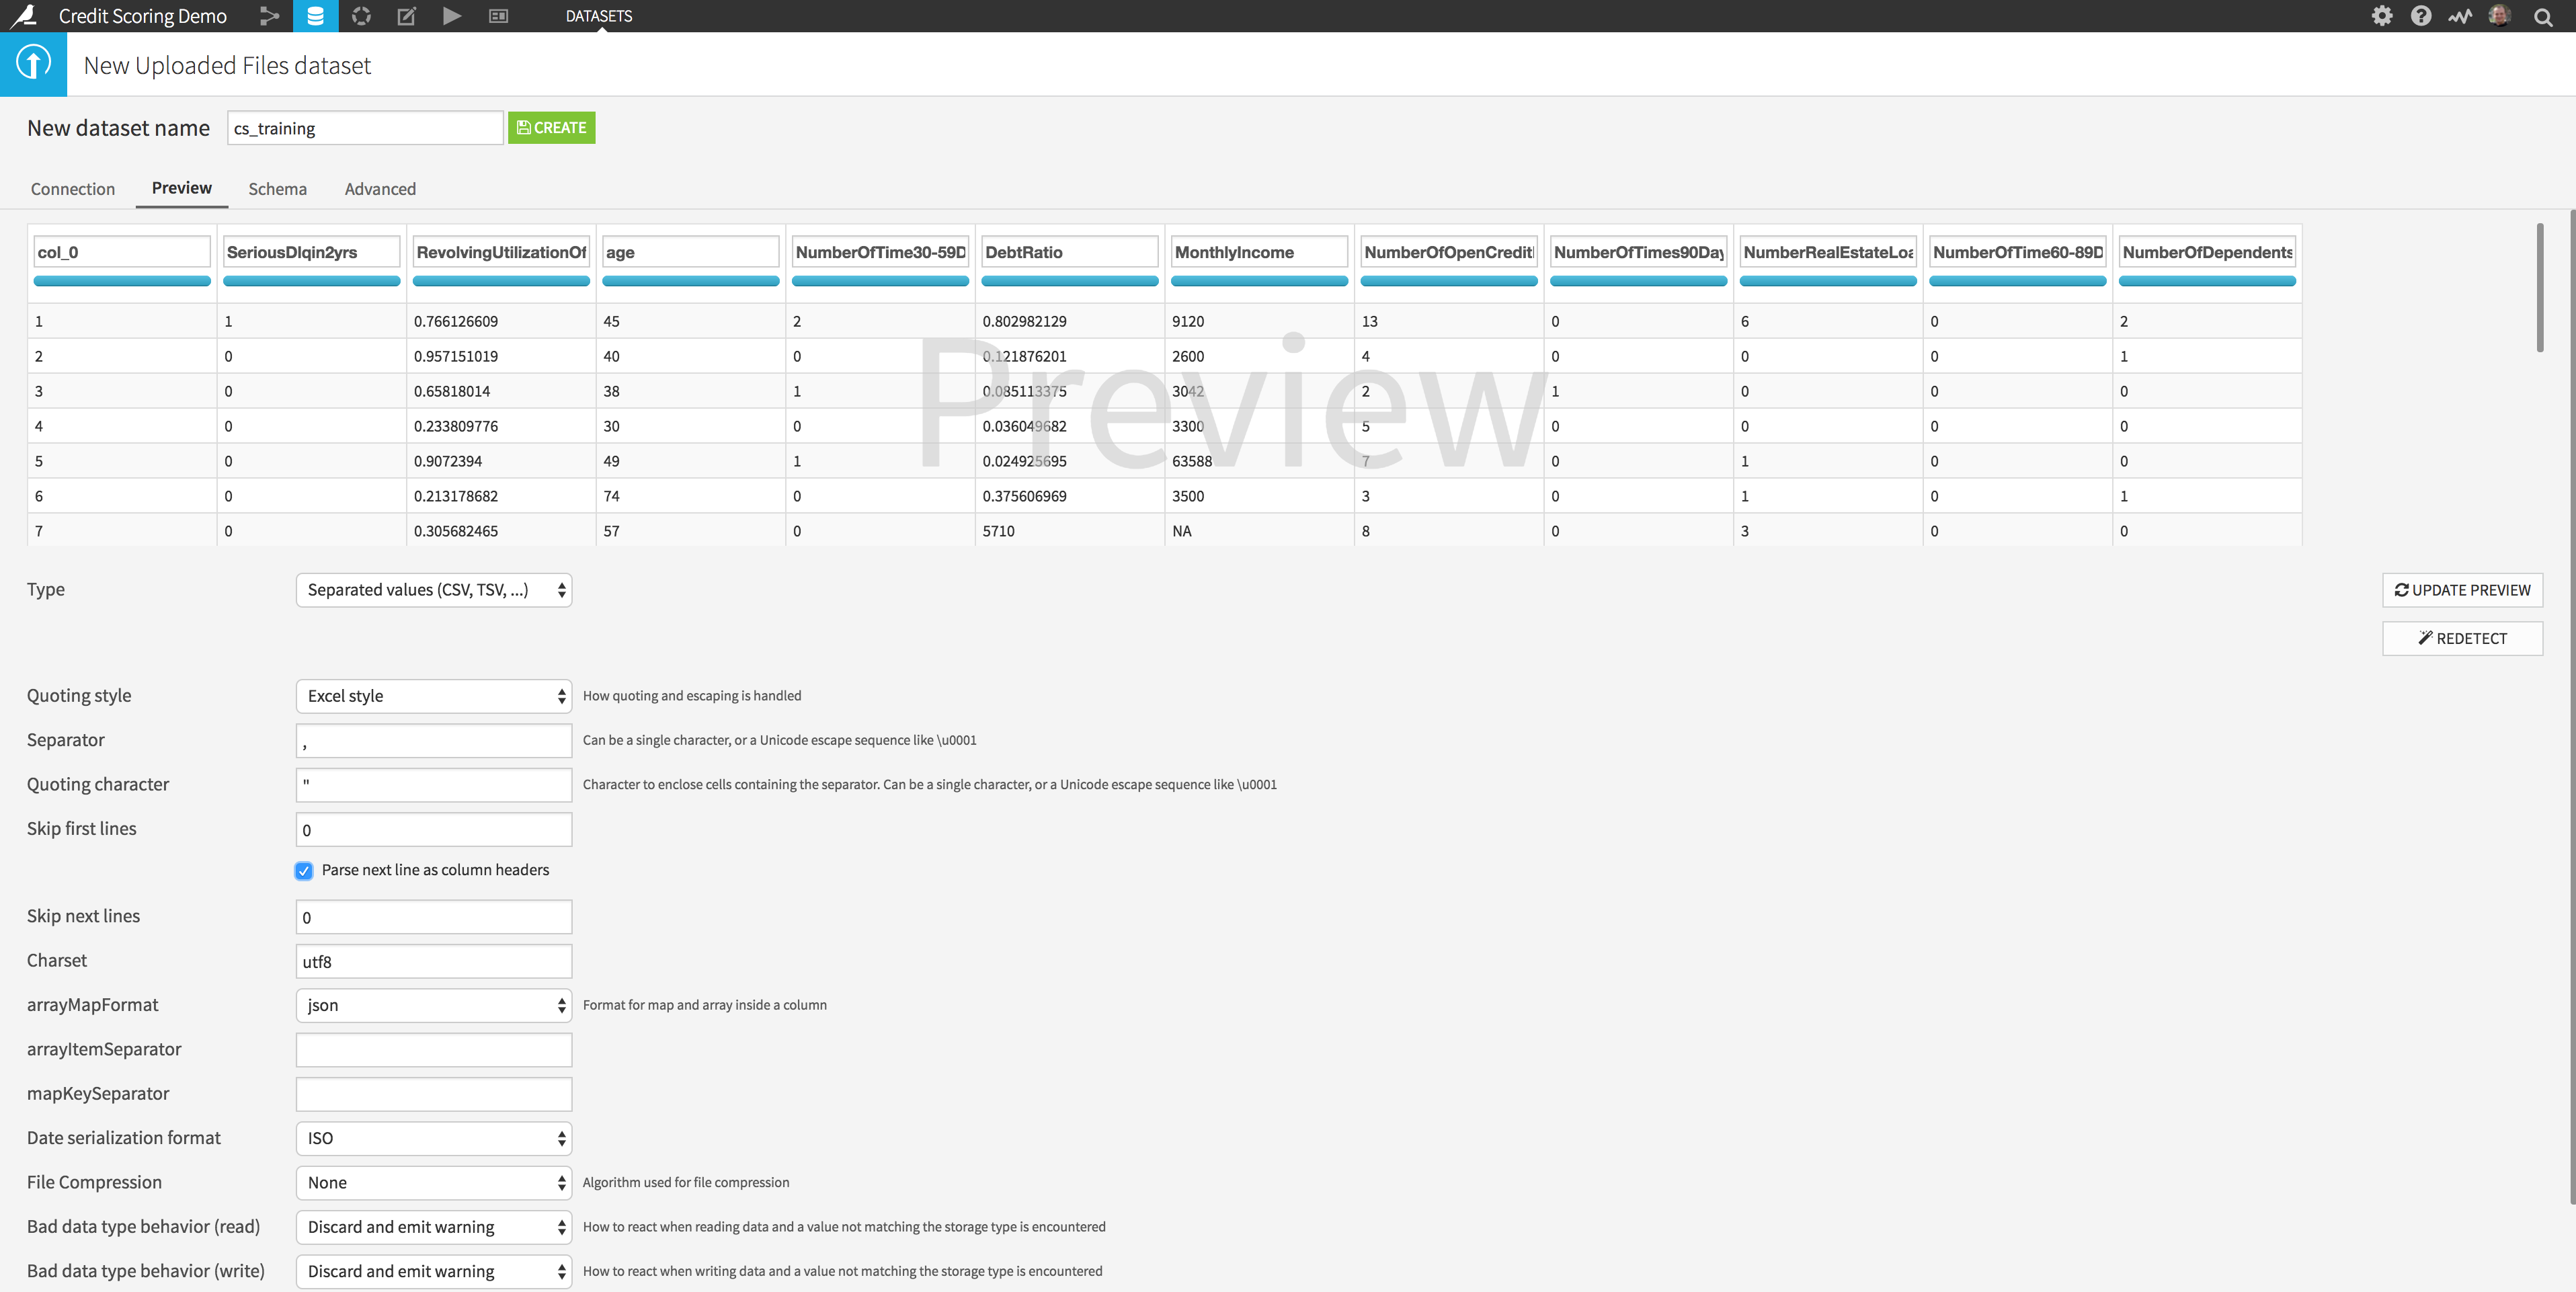 Credit Scoring Demo DATASETS
New Uploaded Files dataset
New dataset name cs_training CREATE
Connection Preview Schema Advanced
col_0 SeriousDlqin2yrs RevolvingUtilizationOf age NumberOfTime30-59D DebtRatio MonthlyIncome NumberOfOpenCredit NumberOfTimes90Day NumberRealEstateLoa NumberOfTime60-89D NumberOfDependents
1 1 0.766126609 45 2 0.802982129 9120 13 0 6 0 2
2 0 0.957151019 40 0 0.121876201 2600 4 0 0 0 1
3 0 0.65818014 38 1 0.085113375 3042 2 1 0 0 0
4 0 0.233809776 30 0 0.036049682 3300 5 0 0 0 0
5 0 0.9072394 49 1 0.024925695 63588 7 0 1 0 0
6 0 0.213178682 74 0 0.375606969 3500 3 0 1 0 1
7 0 0.305682465 57 0 5710 NA 8 0 3 0 0
Preview
Type Separated values (CSV, TSV, ...) UPDATE PREVIEW
REDETECT
Quoting style Excel style How quoting and escaping is handled
Separator , Can be a single character, or a Unicode escape sequence like \u0001
Quoting character " Character to enclose cells containing the separator. Can be a single character, or a Unicode escape sequence like \u0001
Skip first lines 0
Parse next line as column headers
Skip next lines 0
Charset utf8
arrayMapFormat json Format for map and array inside a column
arrayItemSeparator
mapKeySeparator
Date serialization format ISO
File Compression None Algorithm used for file compression
Bad data type behavior (read) Discard and emit warning How to react when reading data and a value not matching the storage type is encountered
Bad data type behavior (write) Discard and emit warning How to react when writing data and a value not matching the storage type is encountered